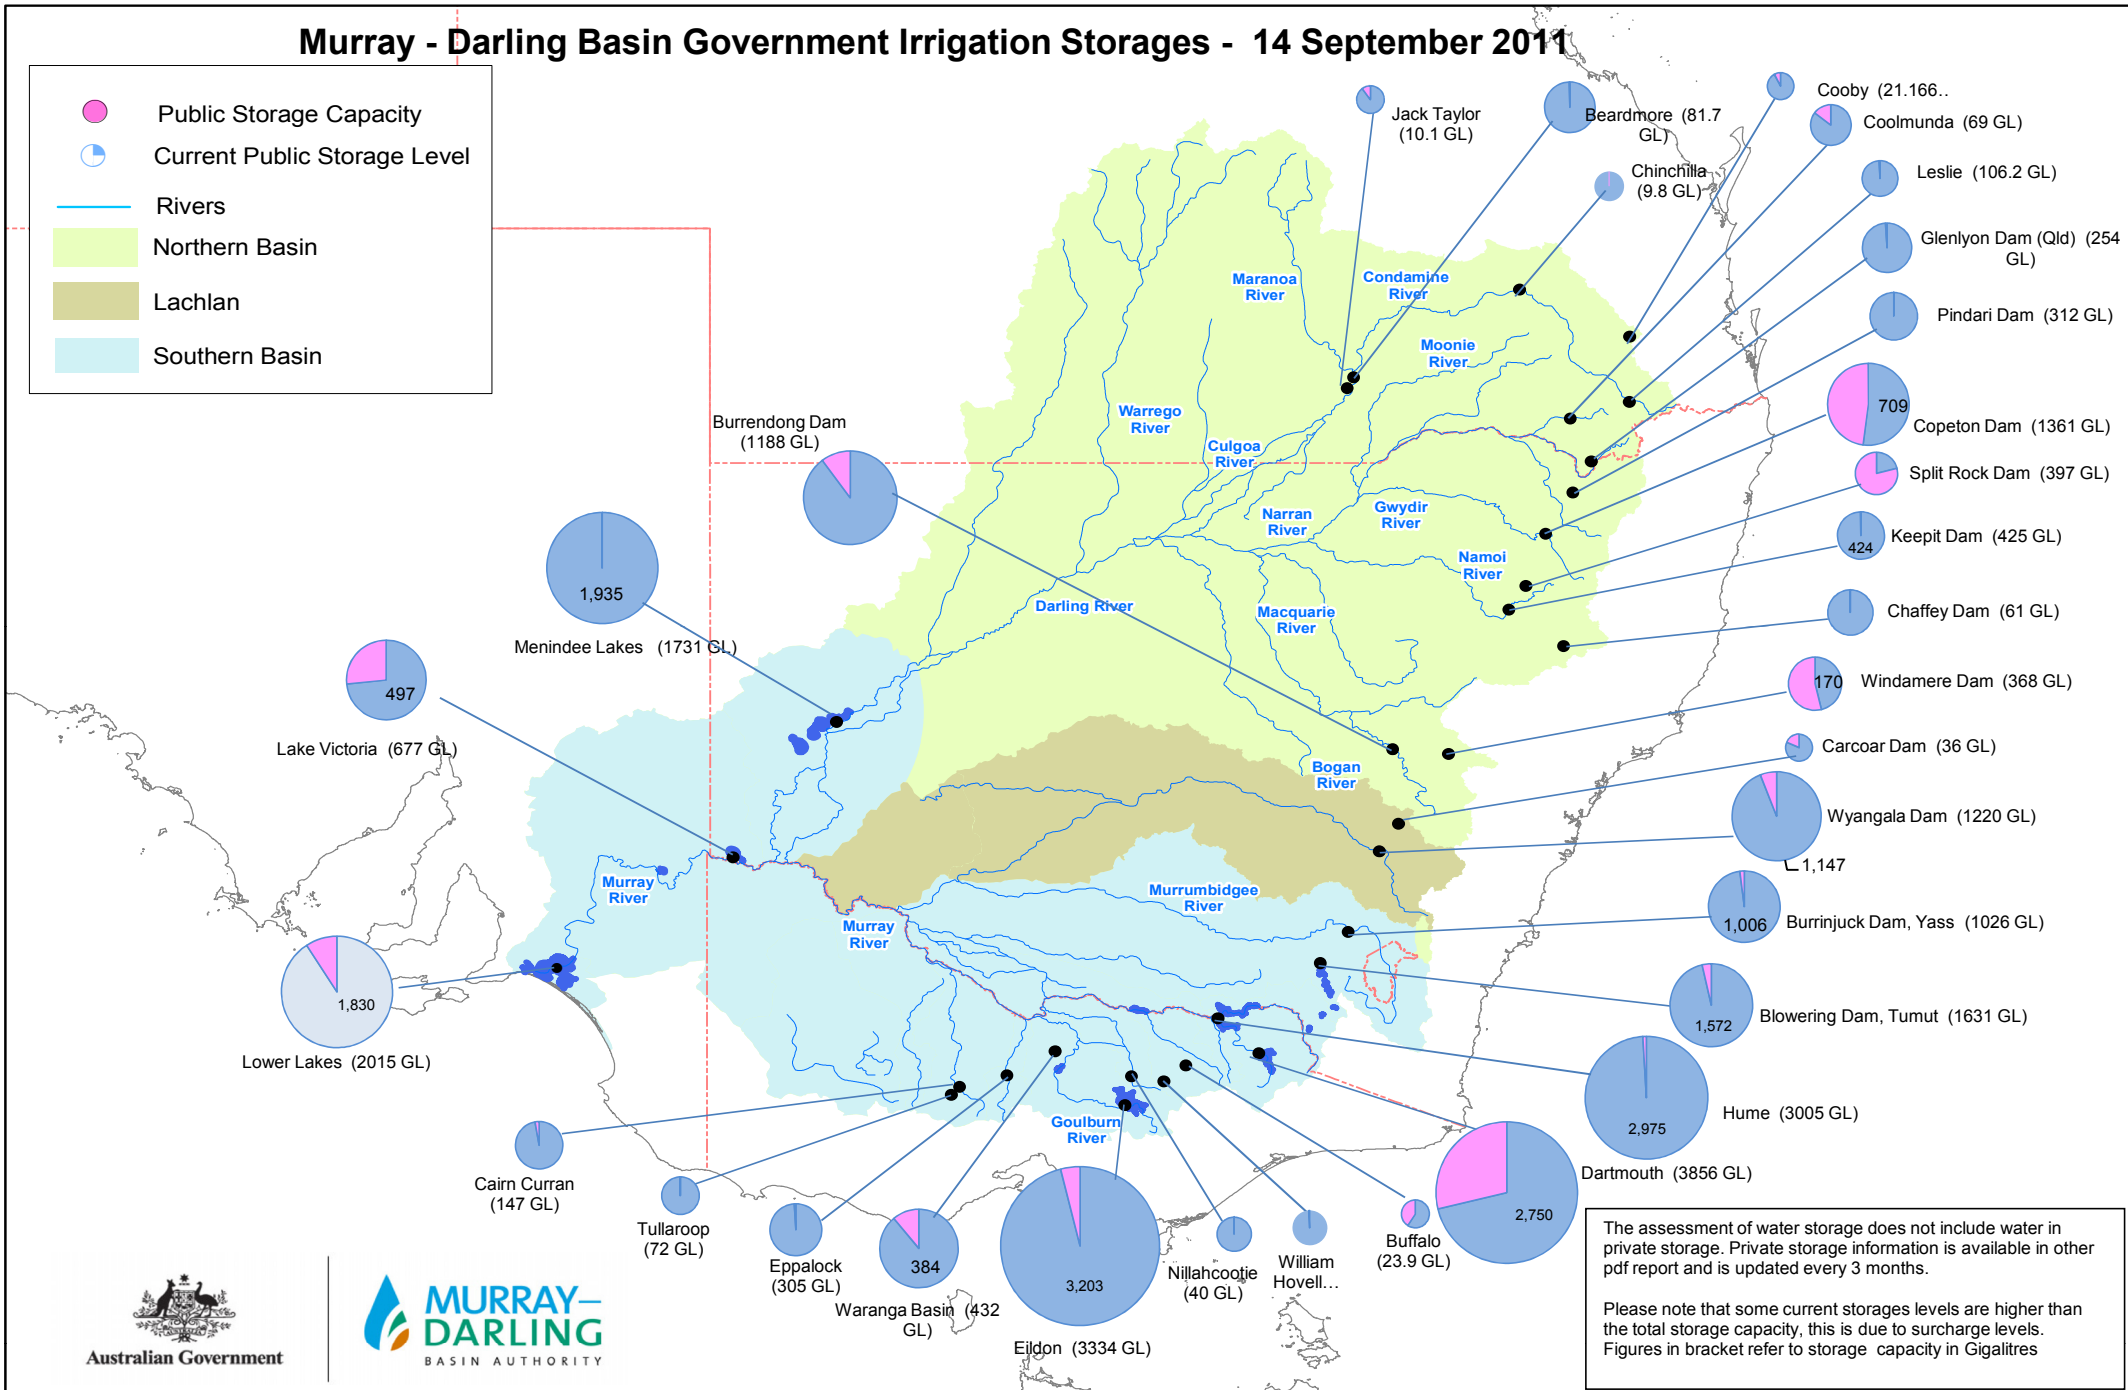 Murray - Darling Basin Government Irrigation Storages - 14 September 2011
Public Storage Capacity
Current Public Storage Level
Rivers
Northern Basin
Lachlan
Southern Basin
Jack Taylor
(10.1 GL)
Beardmore (81.7
GL)
Cooby (21.166..
Coolmunda (69 GL)
Chinchilla
(9.8 GL)
Leslie (106.2 GL)
Glenlyon Dam (Qld) (254
GL)
Pindari Dam (312 GL)
709
Copeton Dam (1361 GL)
Split Rock Dam (397 GL)
424
Keepit Dam (425 GL)
Chaffey Dam (61 GL)
170
Windamere Dam (368 GL)
Carcoar Dam (36 GL)
Wyangala Dam (1220 GL)
1,147
1,006
Burrinjuck Dam, Yass (1026 GL)
1,572
Blowering Dam, Tumut (1631 GL)
2,975
Hume (3005 GL)
Dartmouth (3856 GL)
2,750
Burrendong Dam
(1188 GL)
1,935
Menindee Lakes (1731 GL)
497
Lake Victoria (677 GL)
1,830
Lower Lakes (2015 GL)
Cairn Curran
(147 GL)
Tullaroop
(72 GL)
Eppalock
(305 GL)
384
Waranga Basin (432
GL)
3,203
Eildon (3334 GL)
Nillahcootie
(40 GL)
William
Hovell...
Buffalo
(23.9 GL)
Maranoa
River
Condamine
River
Moonie
River
Warrego
River
Culgoa
River
Narran
River
Gwydir
River
Namoi
River
Darling River
Macquarie
River
Bogan
River
Murray
River
Murrumbidgee
River
Murray
River
Goulburn
River
Australian Government
MURRAY–
DARLING
BASIN AUTHORITY
The assessment of water storage does not include water in
private storage. Private storage information is available in other
pdf report and is updated every 3 months.
Please note that some current storages levels are higher than
the total storage capacity, this is due to surcharge levels.
Figures in bracket refer to storage capacity in Gigalitres